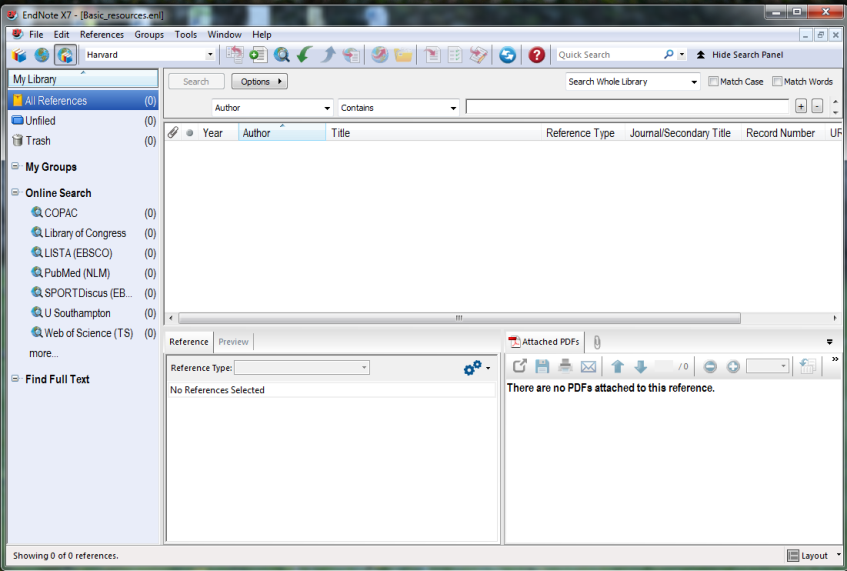 EndNote X7 - [Basic_resources.enl]
File Edit References Groups Tools Window Help
Harvard
Quick Search
Hide Search Panel
My Library
All References (0)
Unfiled (0)
Trash (0)
My Groups
Online Search
COPAC (0)
Library of Congress (0)
LISTA (EBSCO) (0)
PubMed (NLM) (0)
SPORTDiscus (EB... (0)
U Southampton (0)
Web of Science (TS) (0)
more...
Find Full Text
Search Options Search Whole Library Match Case Match Words
Author Contains
Year Author Title Reference Type Journal/Secondary Title Record Number UR
Reference Preview
Reference Type:
No References Selected
Attached PDFs
/0
There are no PDFs attached to this reference.
Showing 0 of 0 references.
Layout